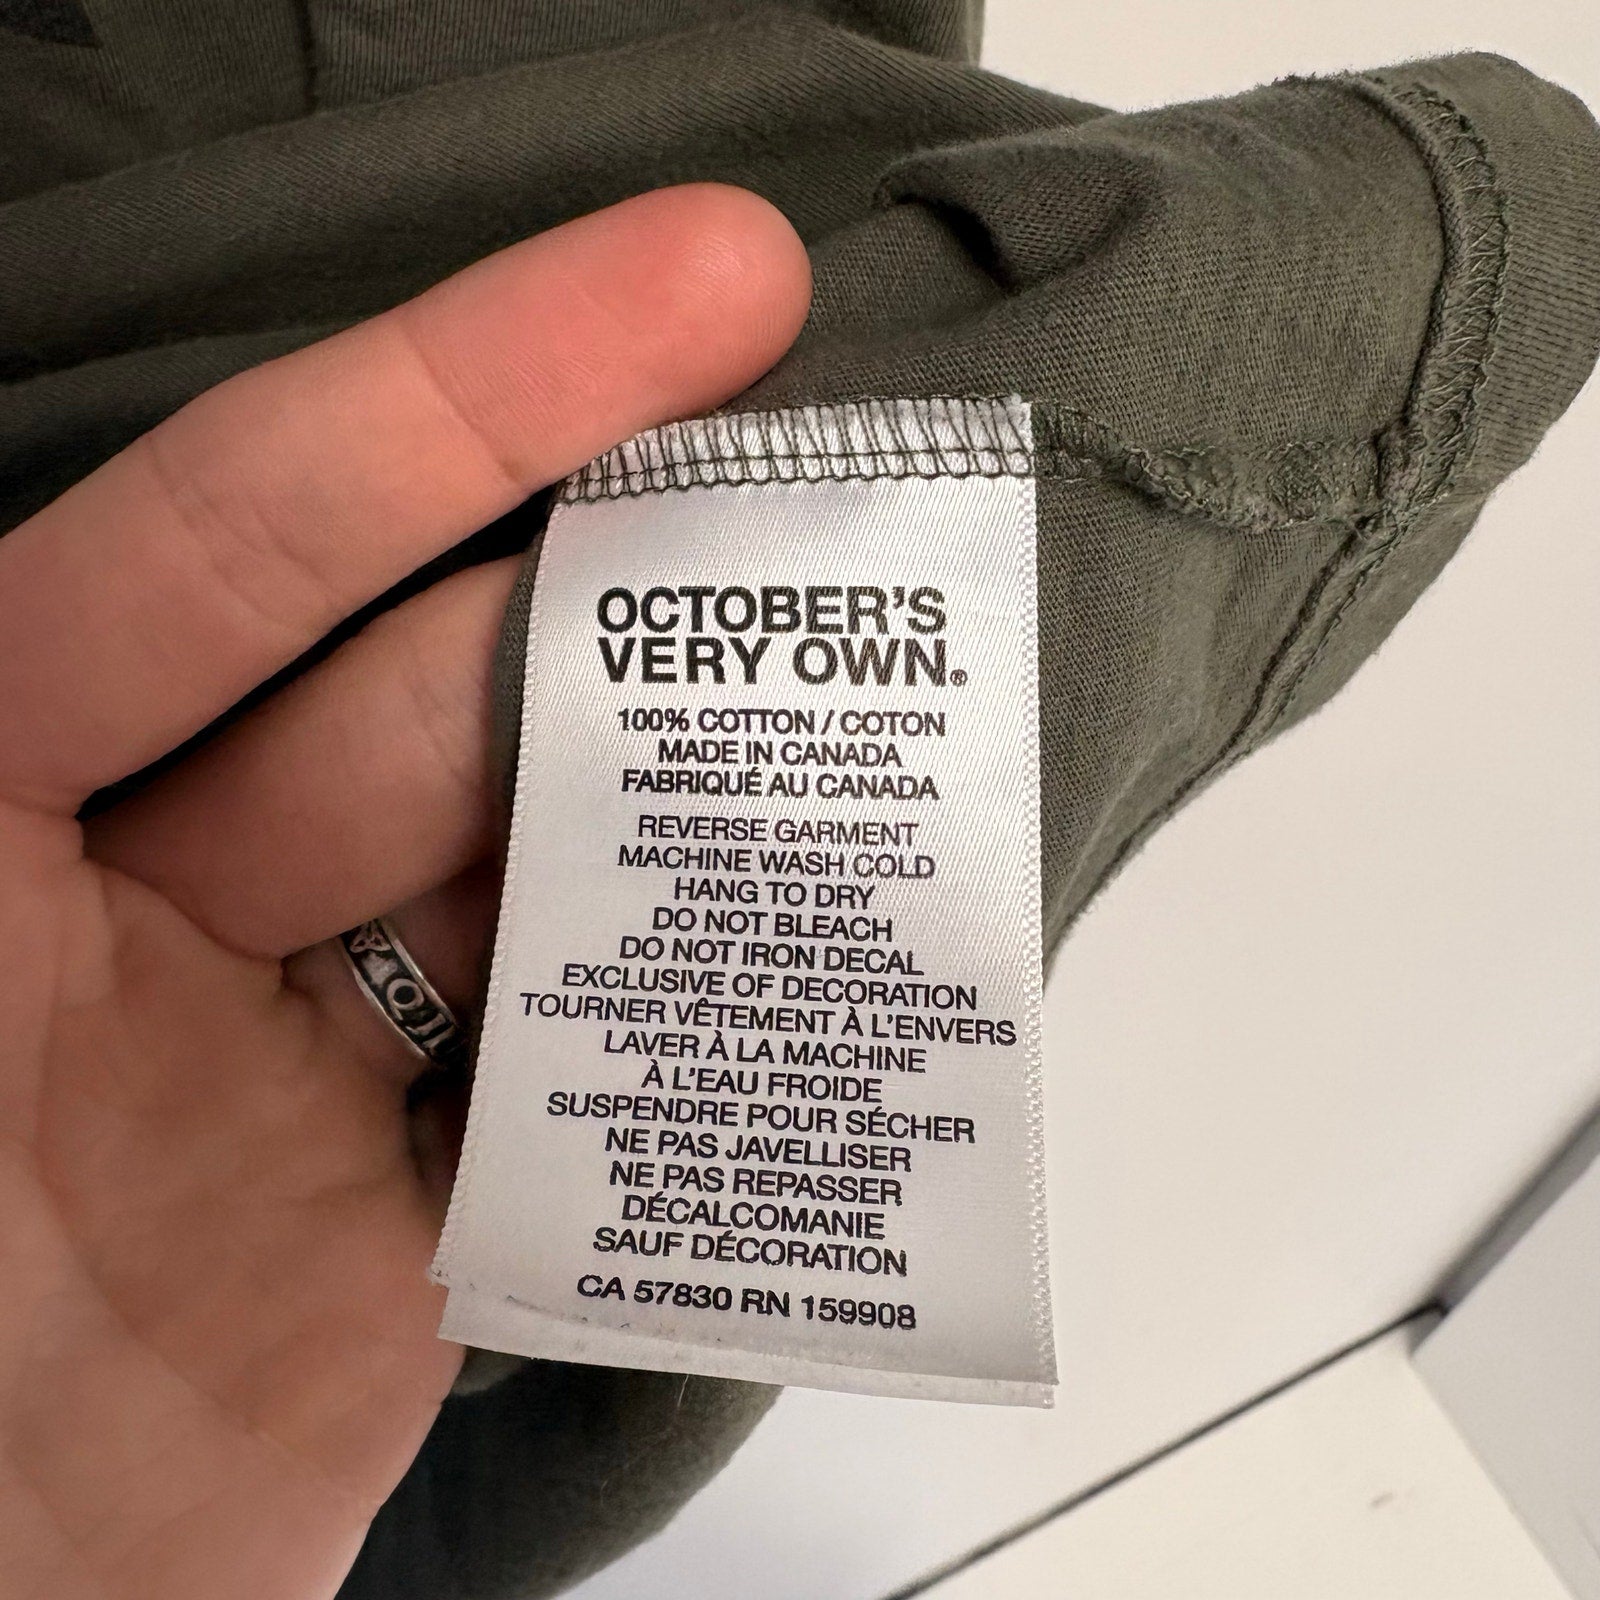 OCTOBER'S
VERY OWN®
100% COTTON / COTON
MADE IN CANADA
FABRIQUÉ AU CANADA
REVERSE GARMENT
MACHINE WASH COLD
HANG TO DRY
DO NOT BLEACH
DO NOT IRON DECAL
EXCLUSIVE OF DECORATION
TOURNER VÊTEMENT À L'ENVERS
LAVER À LA MACHINE
À L'EAU FROIDE
SUSPENDRE POUR SÉCHER
NE PAS JAVELLISER
NE PAS REPASSER
DÉCALCOMANIE
SAUF DÉCORATION
CA 57830 RN 159908